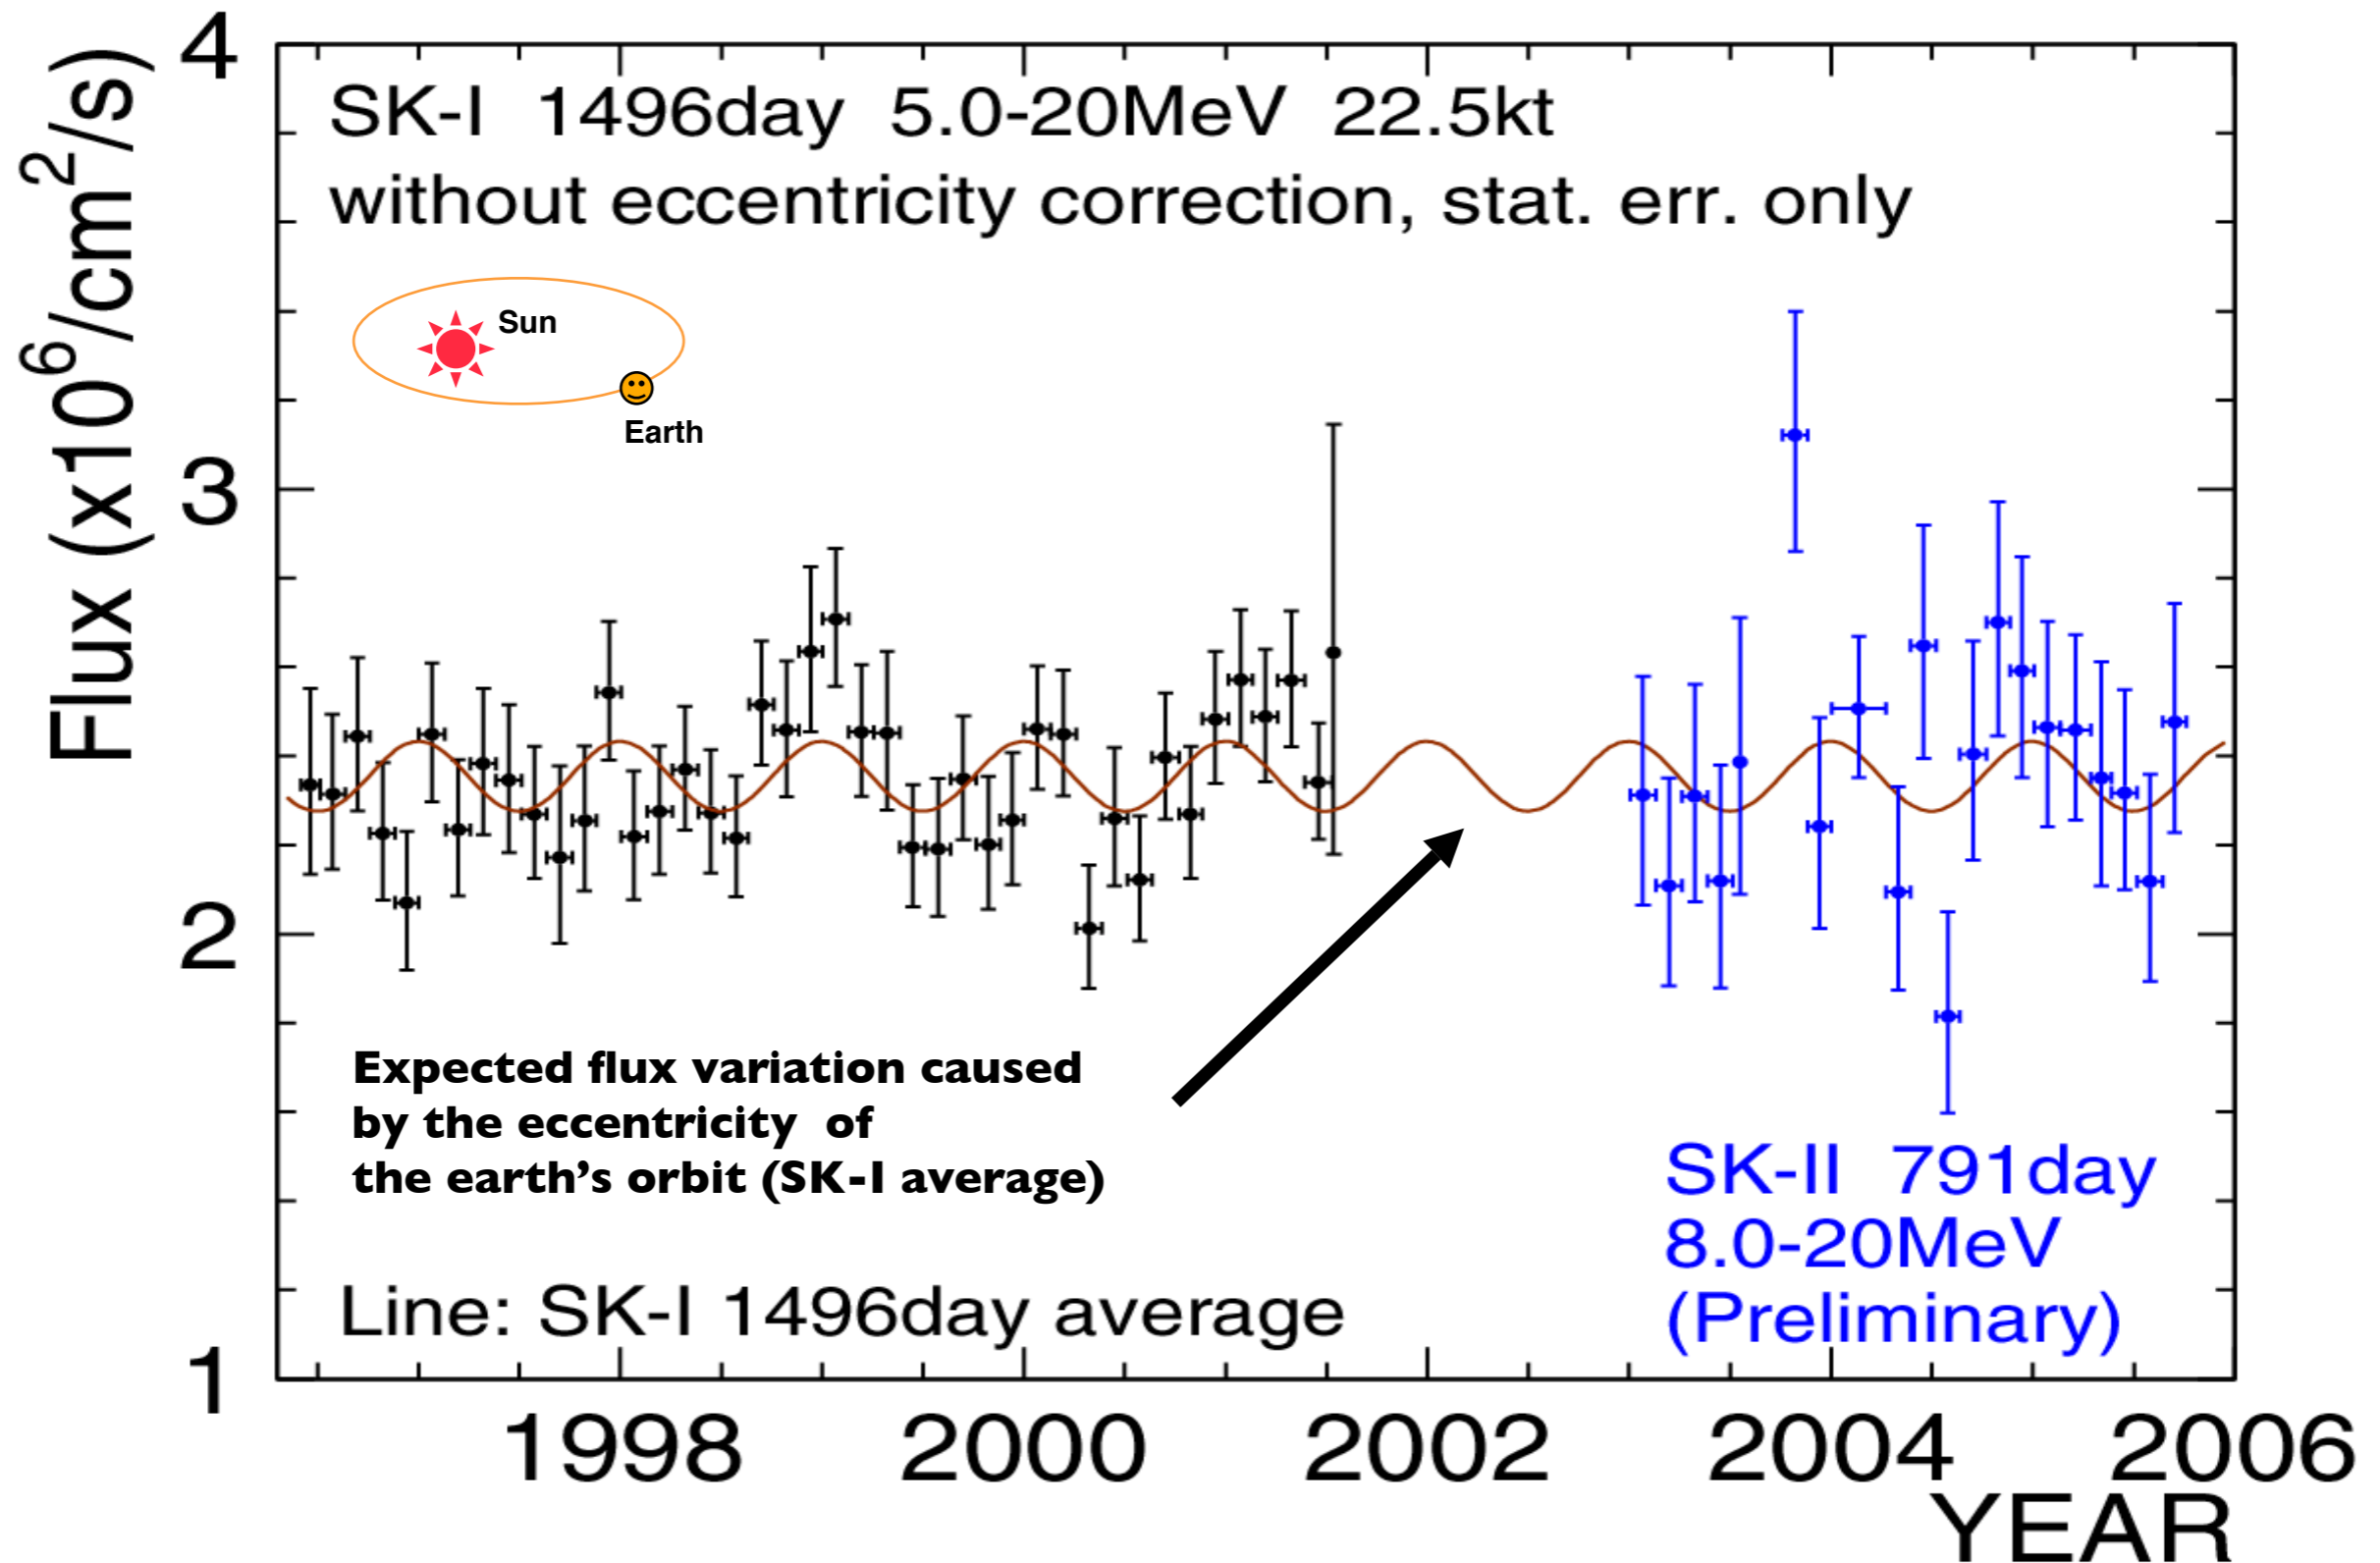 Flux (x10⁶/cm²/s)
4
3
2
1
SK-I 1496day 5.0-20MeV 22.5kt
without eccentricity correction, stat. err. only
Sun
Earth
Expected flux variation caused
by the eccentricity of
the earth's orbit (SK-I average)
Line: SK-I 1496day average
SK-II 791day
8.0-20MeV
(Preliminary)
1998 2000 2002 2004 2006
YEAR